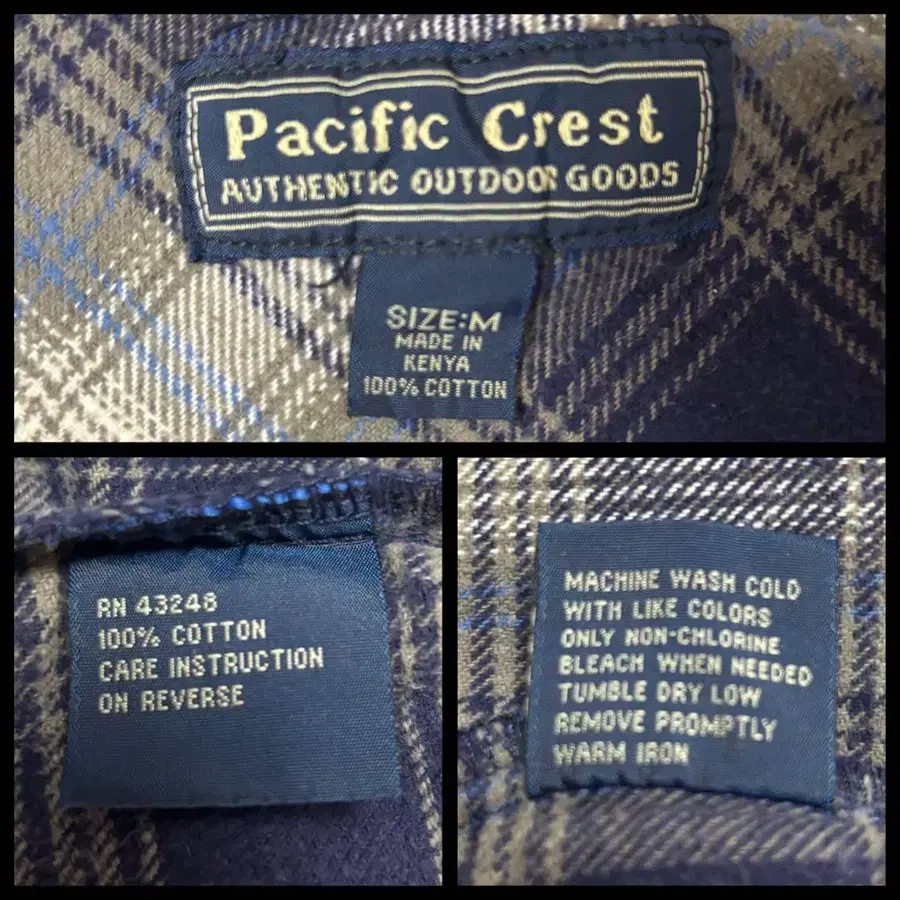 Pacific Crest
AUTHENTIC OUTDOOR GOODS
SIZE:M
MADE IN
KENYA
100% COTTON
RN 43248
100% COTTON
CARE INSTRUCTION
ON REVERSE
MACHINE WASH COLD
WITH LIKE COLORS
ONLY NON-CHLORINE
BLEACH WHEN NEEDED
TUMBLE DRY LOW
REMOVE PROMPTLY
WARM IRON